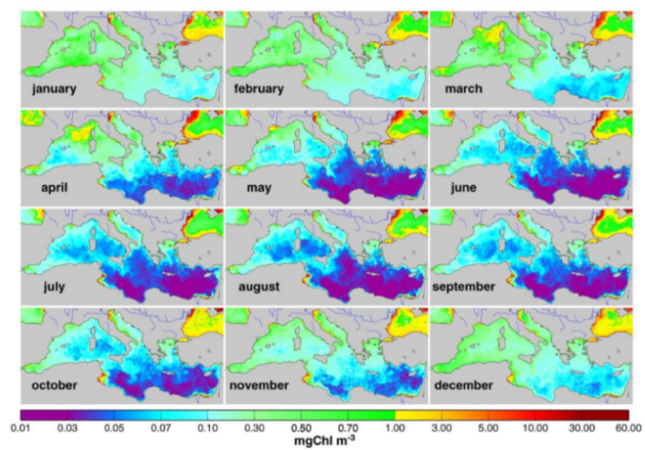 january february march
april may june
july august september
october november december
0.01 0.03 0.05 0.07 0.10 0.30 0.50 0.70 1.00 3.00 5.00 10.00 30.00 60.00
mgChl m⁻³